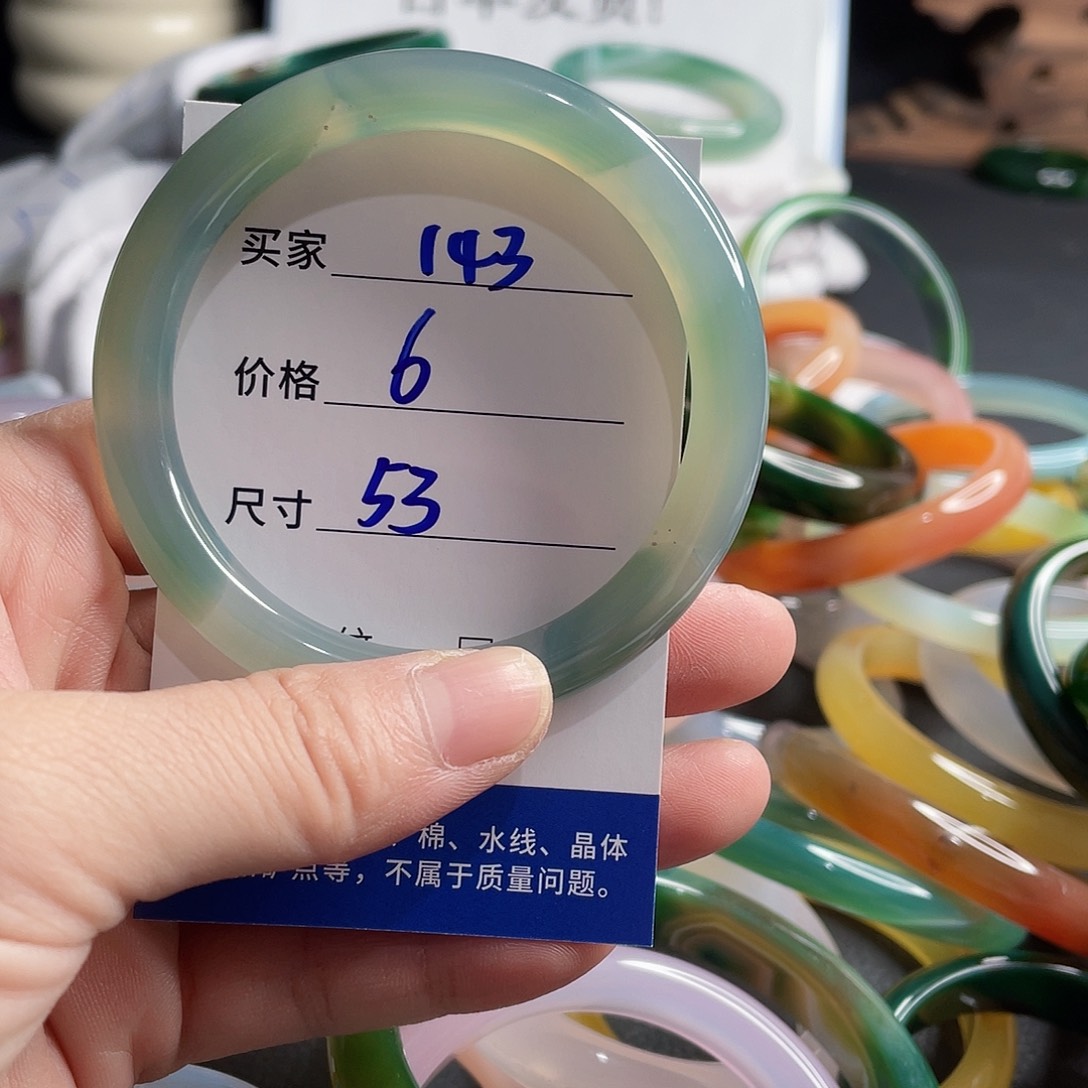 买家 143
价格 6
尺寸 53
棉、水线、晶体
点等，不属于质量问题。